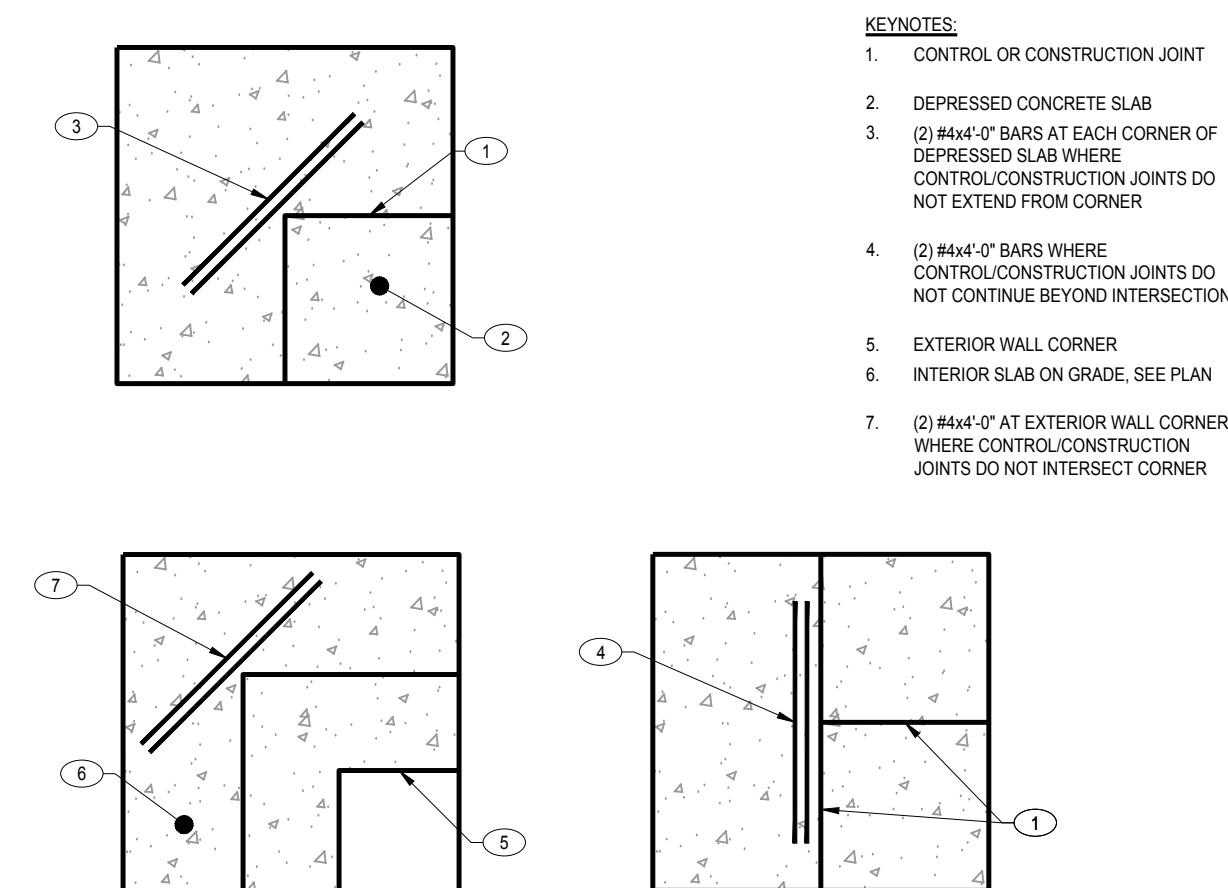 KEYNOTES:
1. CONTROL OR CONSTRUCTION JOINT
2. DEPRESSED CONCRETE SLAB
3. (2) #4x4'-0" BARS AT EACH CORNER OF
DEPRESSED SLAB WHERE
CONTROL/CONSTRUCTION JOINTS DO
NOT EXTEND FROM CORNER
4. (2) #4x4'-0" BARS WHERE
CONTROL/CONSTRUCTION JOINTS DO
NOT CONTINUE BEYOND INTERSECTION
5. EXTERIOR WALL CORNER
6. INTERIOR SLAB ON GRADE, SEE PLAN
7. (2) #4x4'-0" AT EXTERIOR WALL CORNER
WHERE CONTROL/CONSTRUCTION
JOINTS DO NOT INTERSECT CORNER
3
1
2
7
6
5
4
1